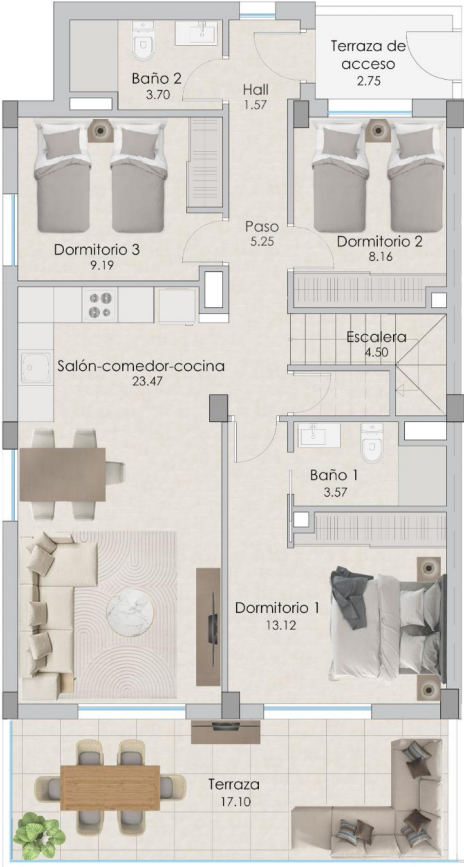 Terraza de
acceso
2.75
Baño 2
3.70
Hall
1.57
Paso
5.25
Dormitorio 3
9.19
Dormitorio 2
8.16
Escalera
4.50
Salón-comedor-cocina
23.47
Baño 1
3.57
Dormitorio 1
13.12
Terraza
17.10